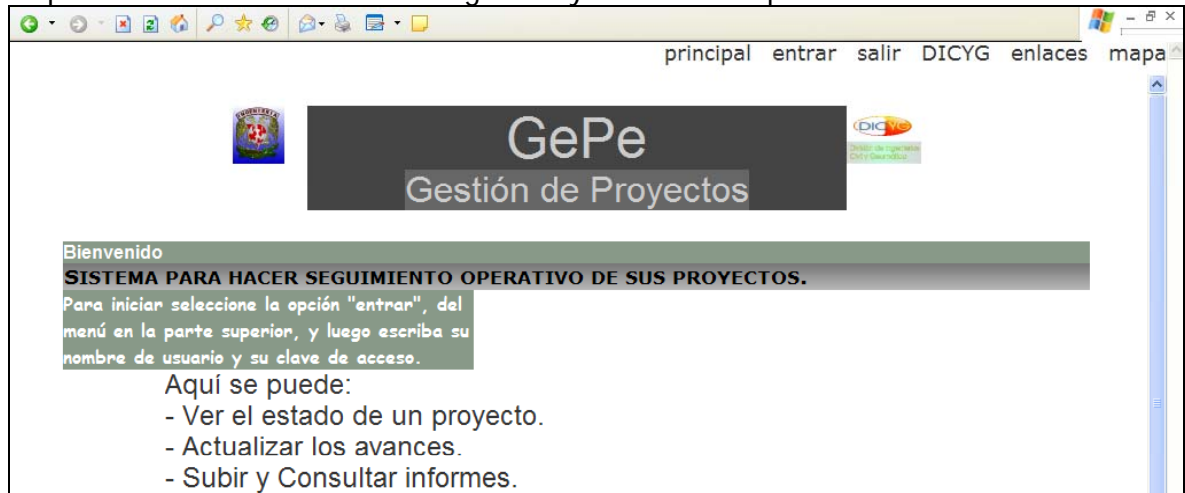 principal entrar salir DICYG enlaces mapa
GePe
Gestión de Proyectos
DICYG
Bienvenido
SISTEMA PARA HACER SEGUIMIENTO OPERATIVO DE SUS PROYECTOS.
Para iniciar seleccione la opción "entrar", del
menú en la parte superior, y luego escriba su
nombre de usuario y su clave de acceso.
Aquí se puede:
- Ver el estado de un proyecto.
- Actualizar los avances.
- Subir y Consultar informes.